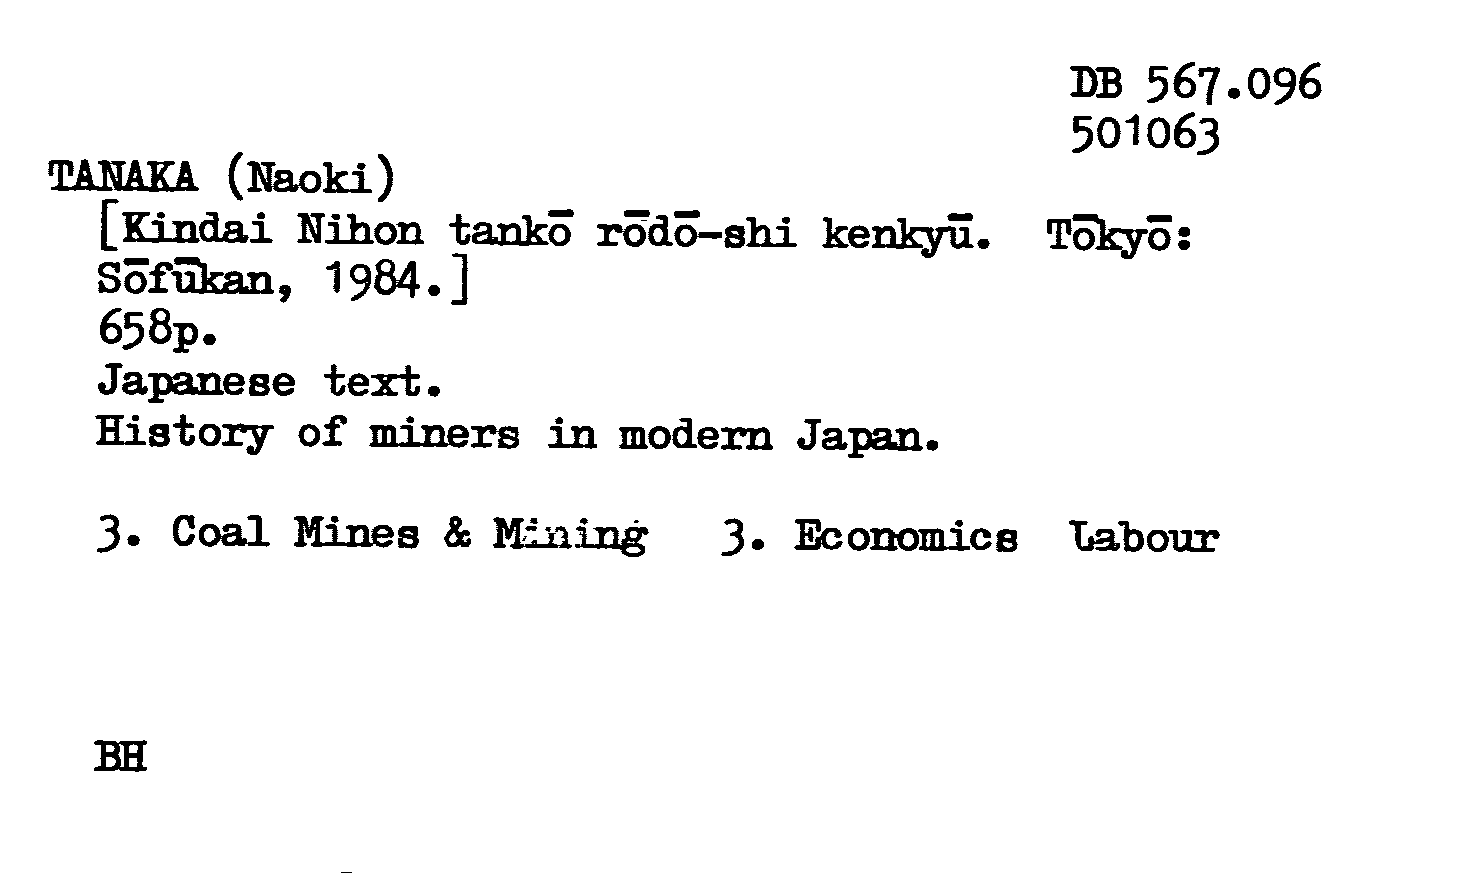 DB 567.096
501063
TANAKA (Naoki)
[Kindai Nihon tankō rōdō-shi kenkyū. Tōkyō:
Sōfūkan, 1984.]
658p.
Japanese text.
History of miners in modern Japan.
3. Coal Mines & Mining 3. Economics Labour
BH